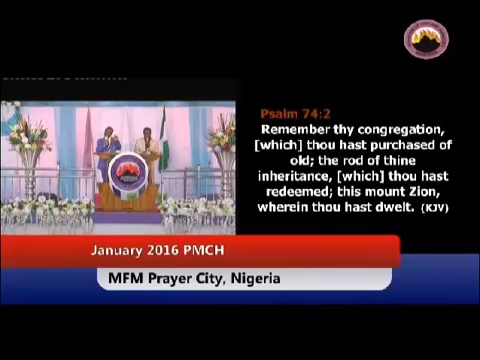 Psalm 74:2
Remember thy congregation,
[which] thou hast purchased of
old; the rod of thine
inheritance, [which] thou hast
redeemed; this mount Zion,
wherein thou hast dwelt. (KJV)
January 2016 PMCH
MFM Prayer City, Nigeria